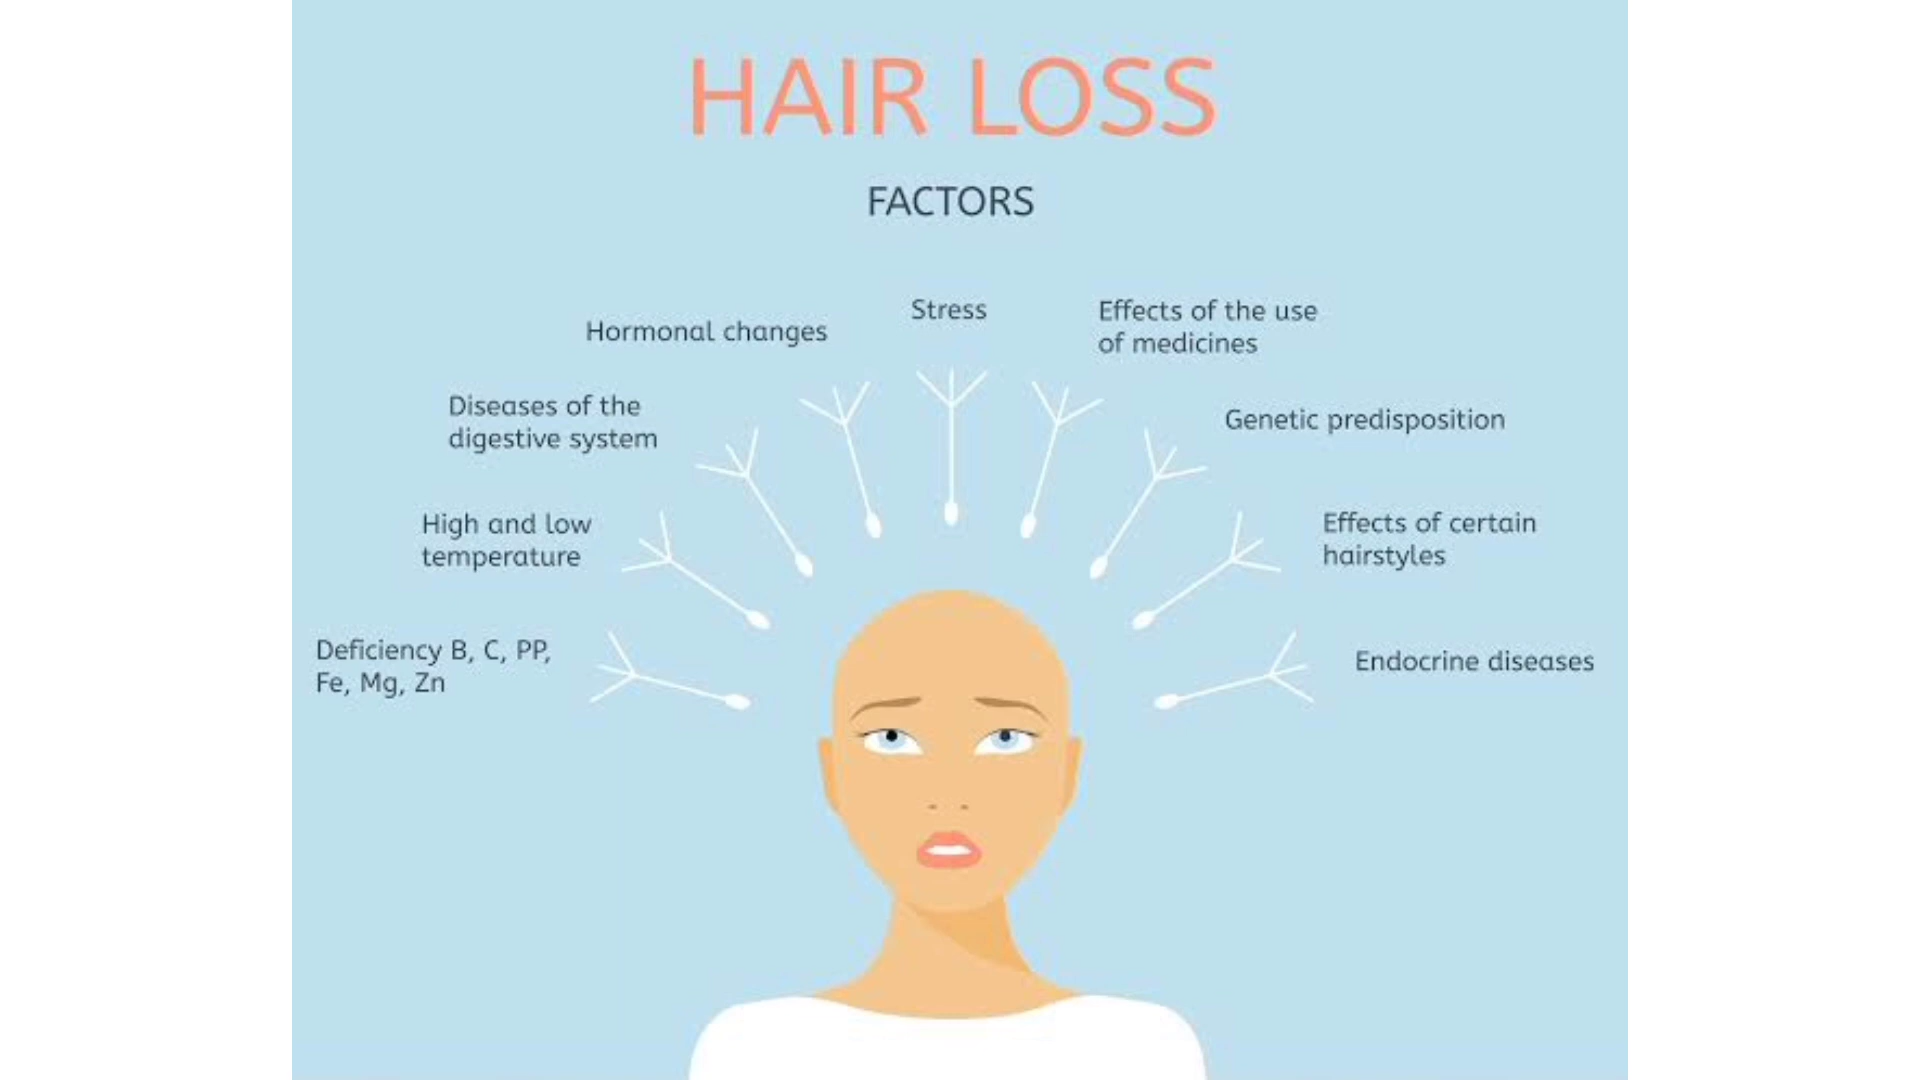 HAIR LOSS
FACTORS
Stress
Hormonal changes
Effects of the use
of medicines
Diseases of the
digestive system
Genetic predisposition
High and low
temperature
Effects of certain
hairstyles
Deficiency B, C, PP,
Fe, Mg, Zn
Endocrine diseases